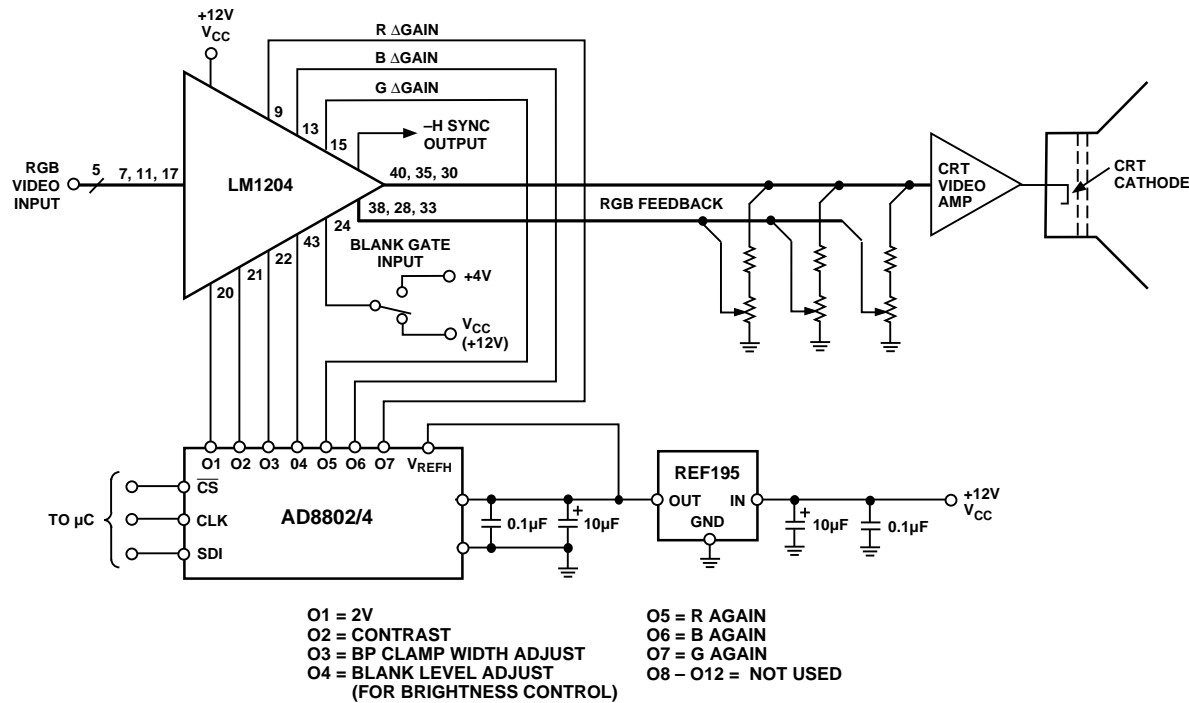 +12V
VCC
R ΔGAIN
B ΔGAIN
G ΔGAIN
9
13
15
–H SYNC
OUTPUT
RGB
VIDEO
INPUT
5
7, 11, 17
LM1204
40, 35, 30
38, 28, 33
RGB FEEDBACK
CRT
VIDEO
AMP
CRT
CATHODE
24
43
22
21
20
BLANK GATE
INPUT
+4V
VCC
(+12V)
O1 O2 O3 04 O5 O6 O7 VREFH
CS
CLK
SDI
TO µC
AD8802/4
0.1µF
10µF
REF195
OUT IN
GND
10µF
0.1µF
+
+
+12V
VCC
O1 = 2V
O2 = CONTRAST
O3 = BP CLAMP WIDTH ADJUST
O4 = BLANK LEVEL ADJUST
(FOR BRIGHTNESS CONTROL)
O5 = R AGAIN
O6 = B AGAIN
O7 = G AGAIN
O8 – O12 = NOT USED